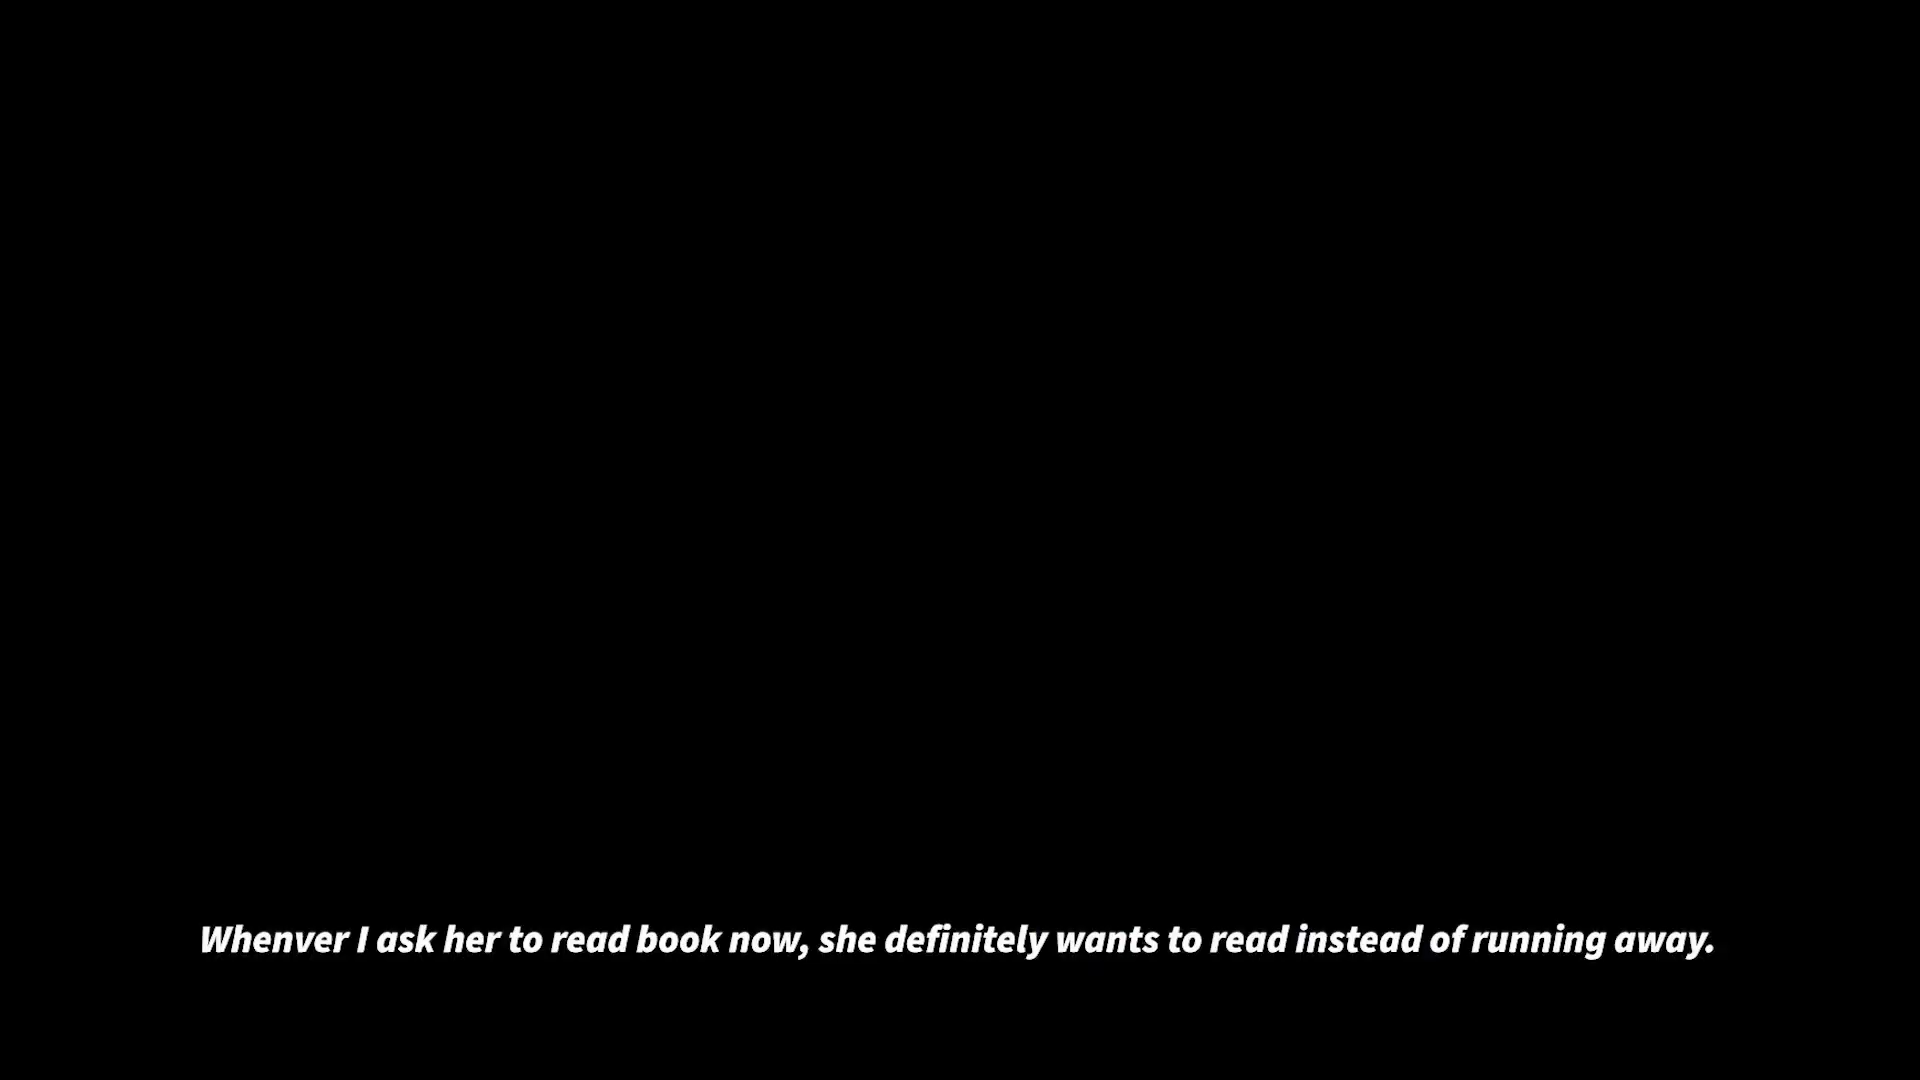 Whenver I ask her to read book now, she definitely wants to read instead of running away.